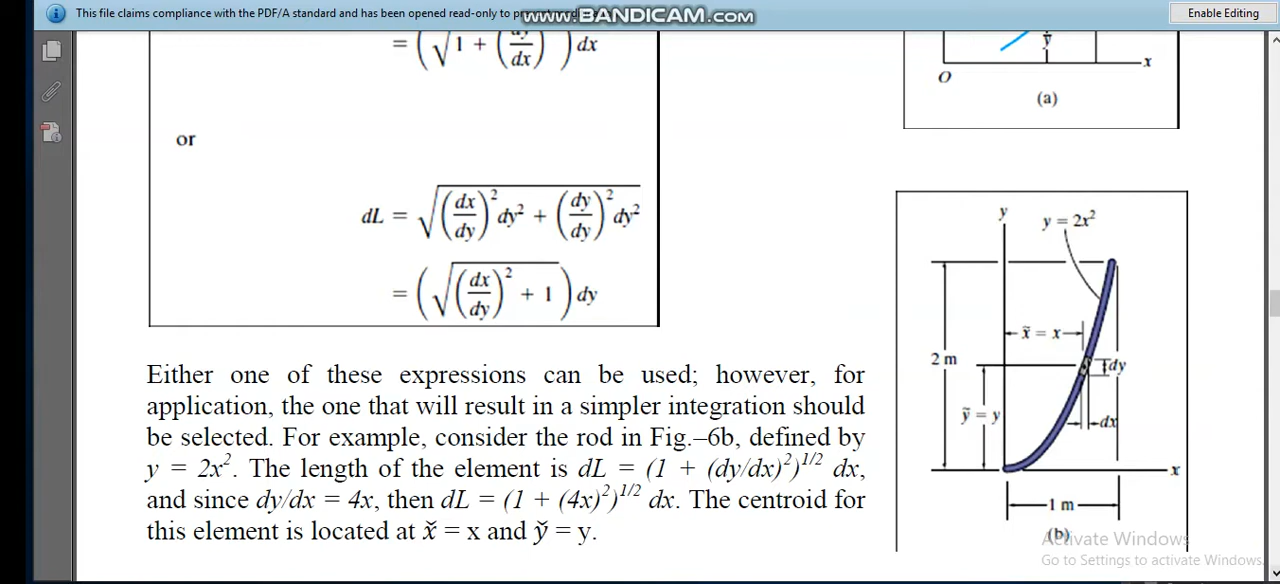 This file claims compliance with the PDF/A standard and has been opened read-only to
www.BANDICAM.com
Enable Editing
= (√1 + (dy/dx) ) dx
or
dL = √(dx/dy)² dy² + (dy/dy)² dy²
= (√(dx/dy)² + 1) dy
Either one of these expressions can be used; however, for
application, the one that will result in a simpler integration should
be selected. For example, consider the rod in Fig.–6b, defined by
y = 2x². The length of the element is dL = (1 + (dy/dx)²)^1/2 dx,
and since dy/dx = 4x, then dL = (1 + (4x)²)^1/2 dx. The centroid for
this element is located at x̌ = x and y̌ = y.
ỹ
x
O
(a)
y
y = 2x²
x̃ = x
2 m
dy
ỹ = y
dx
x
1 m
(b)
Activate Windows
Go to Settings to activate Windows.